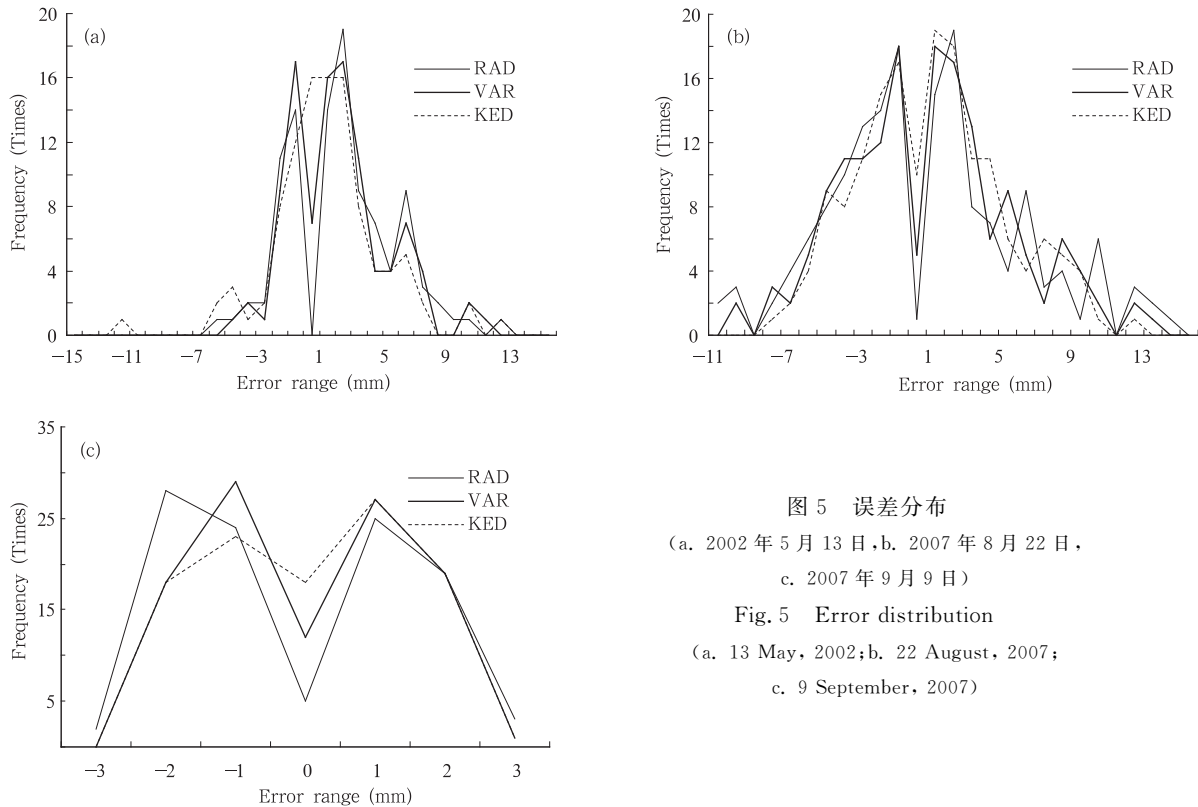 20
16
12
8
4
0
Frequency (Times)
(a)
RAD
VAR
KED
−15
−11
−7
−3
1
5
9
13
Error range (mm)
20
16
12
8
4
0
Frequency (Times)
(b)
RAD
VAR
KED
−11
−7
−3
1
5
9
13
Error range (mm)
35
25
15
5
Frequency (Times)
(c)
RAD
VAR
KED
−3
−2
−1
0
1
2
3
Error range (mm)
图 5 误差分布
(a. 2002 年 5 月 13 日,b. 2007 年 8 月 22 日,
c. 2007 年 9 月 9 日)
Fig. 5 Error distribution
(a. 13 May, 2002;b. 22 August, 2007;
c. 9 September, 2007)